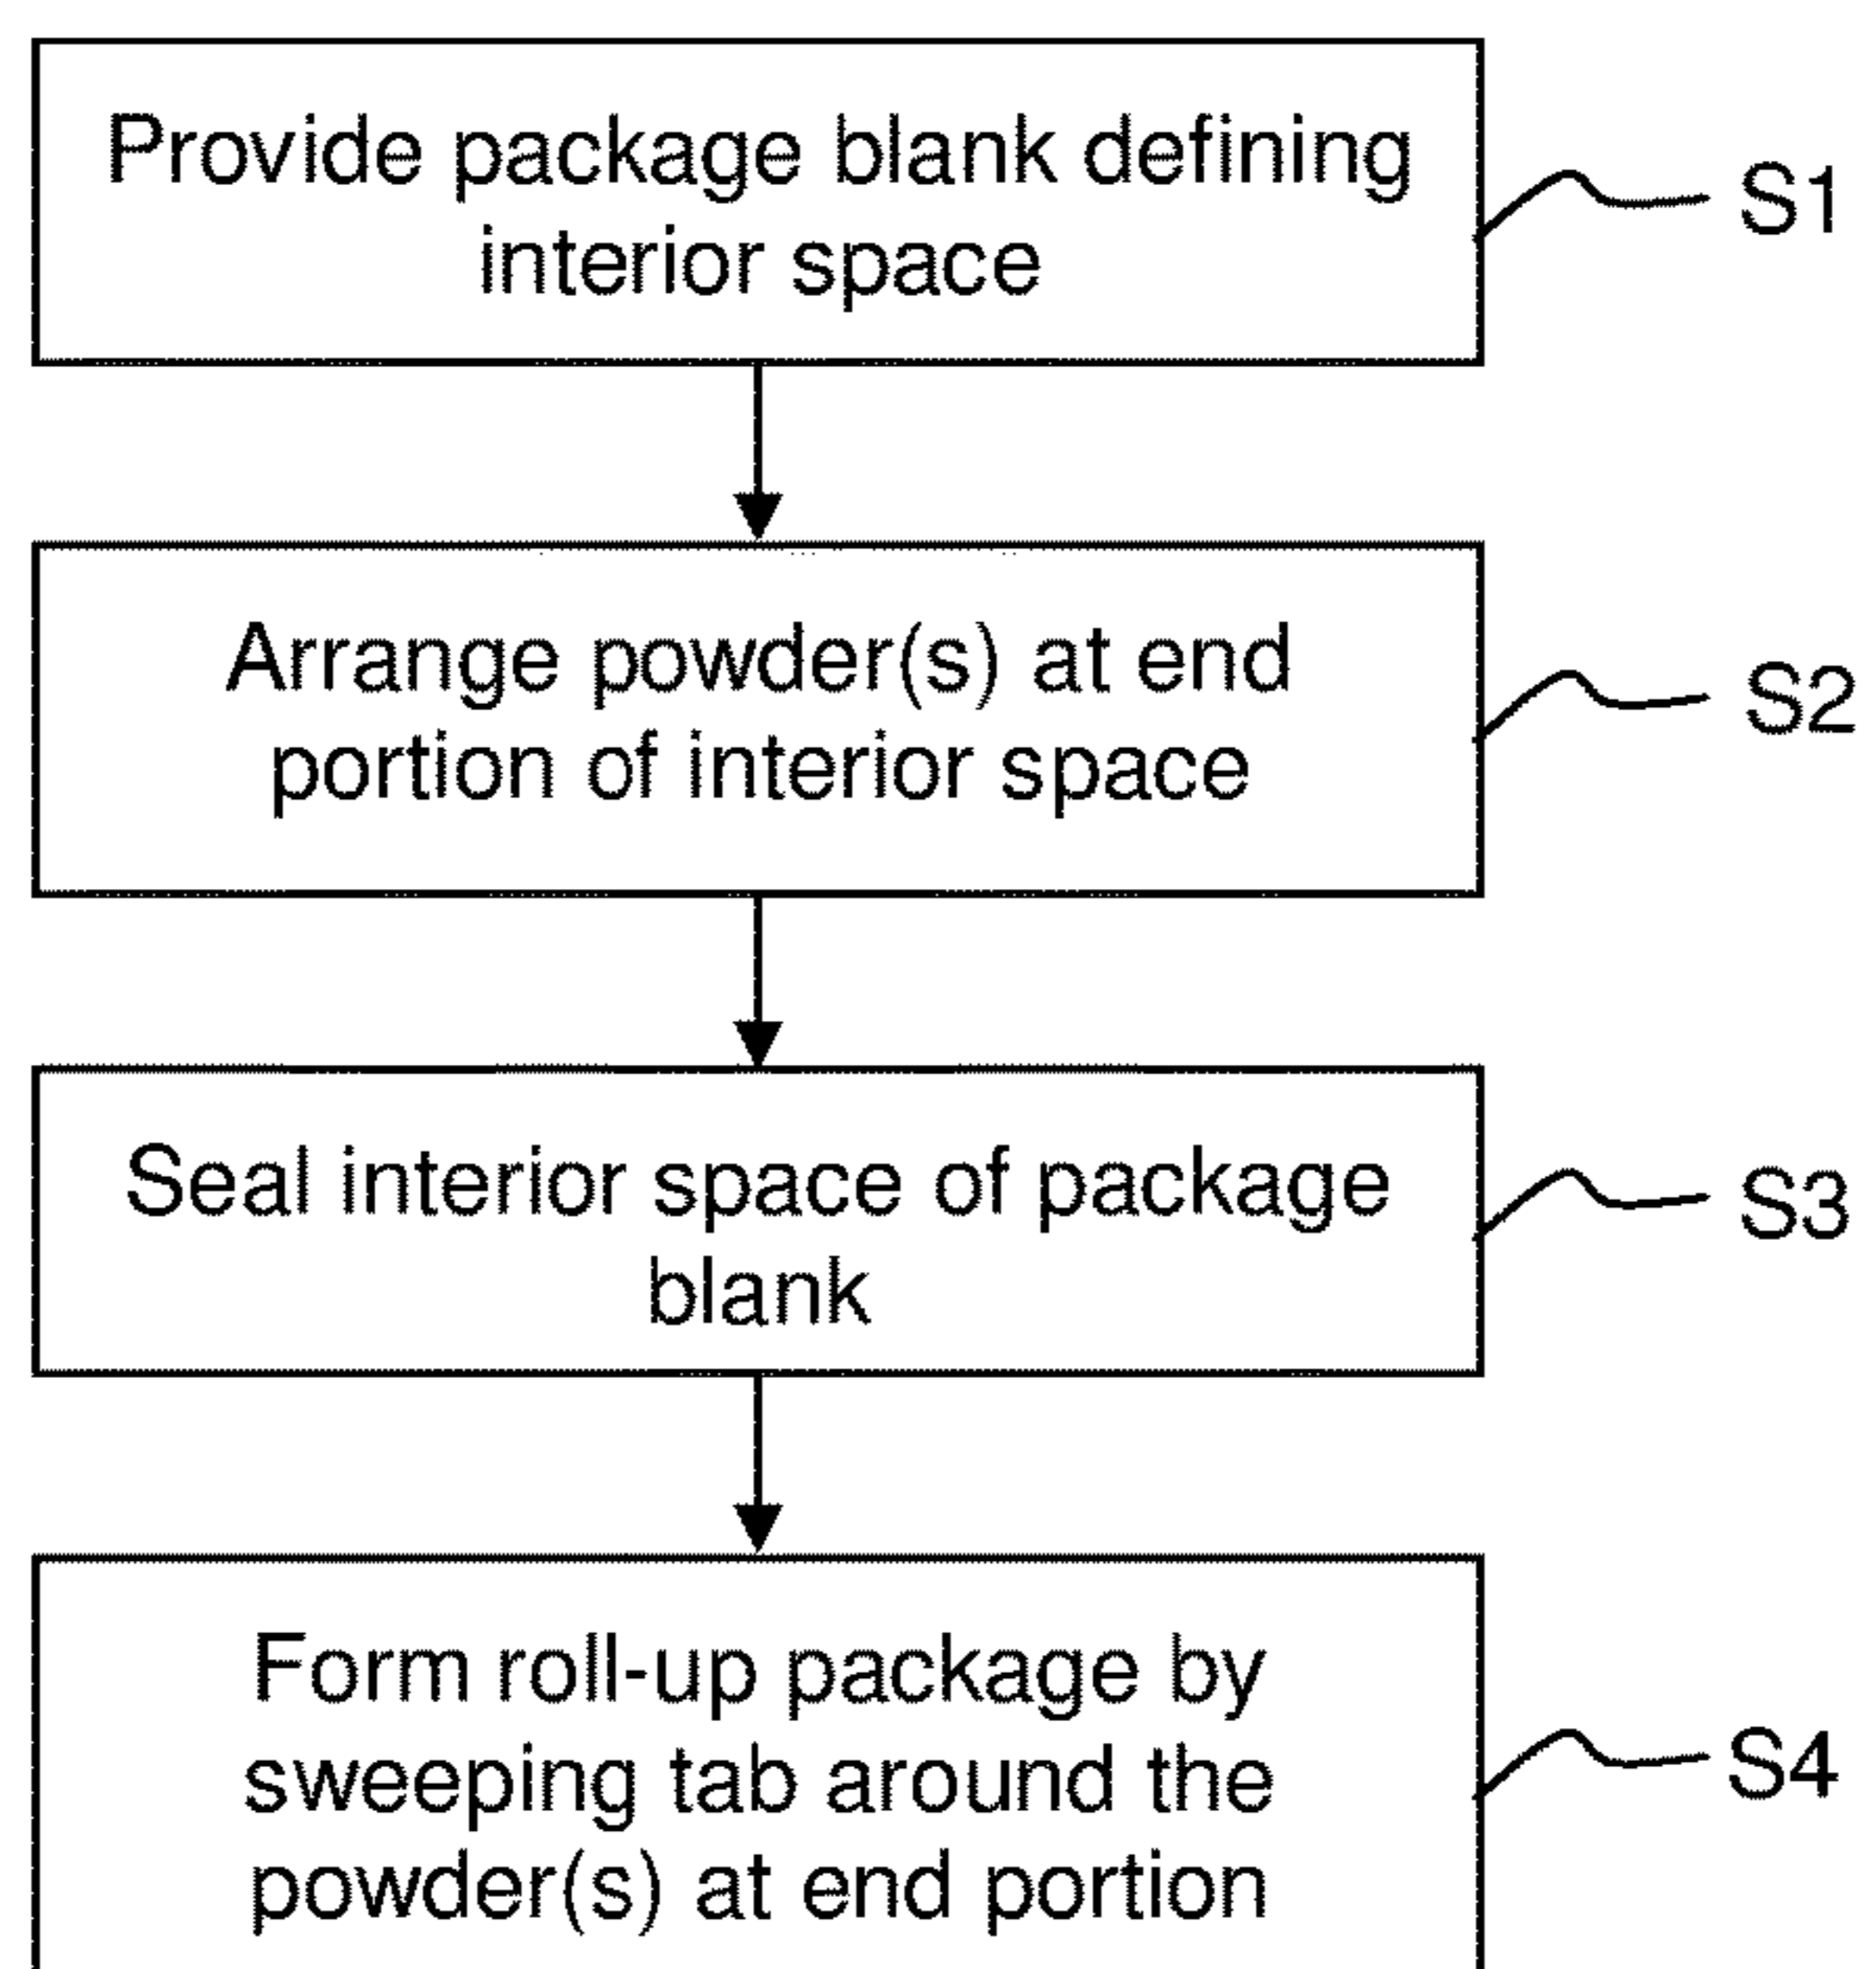 Provide package blank defining
interior space
S1
Arrange powder(s) at end
portion of interior space
S2
Seal interior space of package
blank
S3
Form roll-up package by
sweeping tab around the
powder(s) at end portion
S4